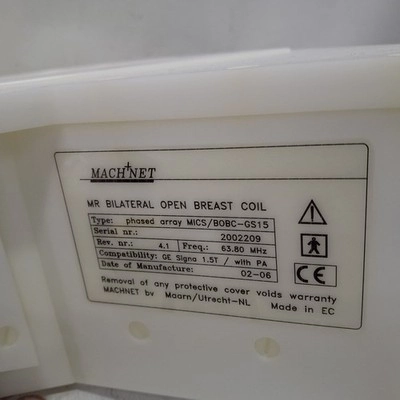 MACHNET
MR BILATERAL OPEN BREAST COIL
Type: phased array MICS/BOBC-GS15
Serial nr.: 2002209
Rev. nr.: 4.1 Freq.: 63.80 MHz
Compatibility: GE Signa 1.5T / with PA
Date of Manufacture: 02-06
Removal of any protective cover voids warranty
MACHNET bv Maarn/Utrecht-NL Made in EC
CE